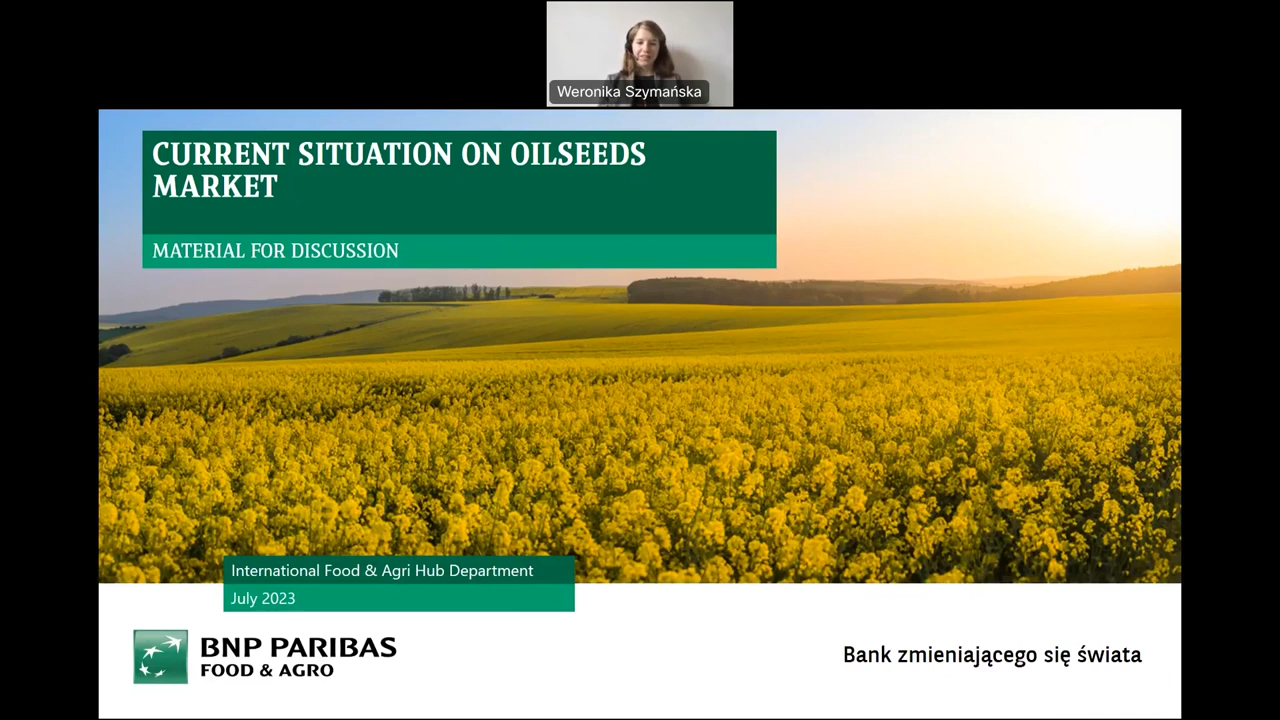 Weronika Szymańska
CURRENT SITUATION ON OILSEEDS
MARKET
MATERIAL FOR DISCUSSION
International Food & Agri Hub Department
July 2023
BNP PARIBAS
FOOD & AGRO
Bank zmieniającego się świata